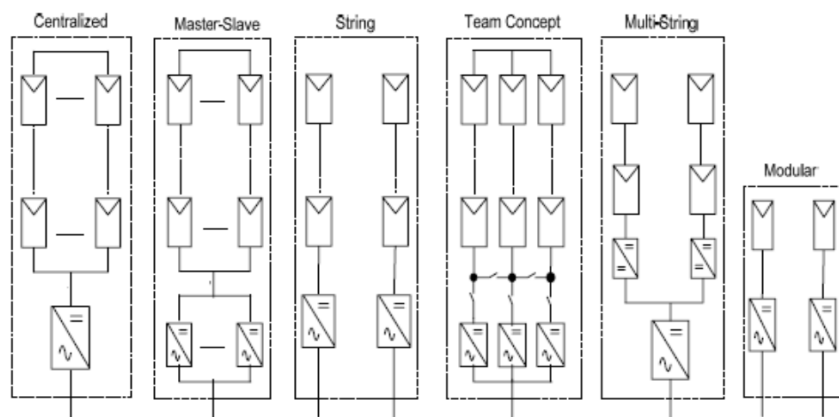 Centralized
Master-Slave
String
Team Concept
Multi-String
Modular